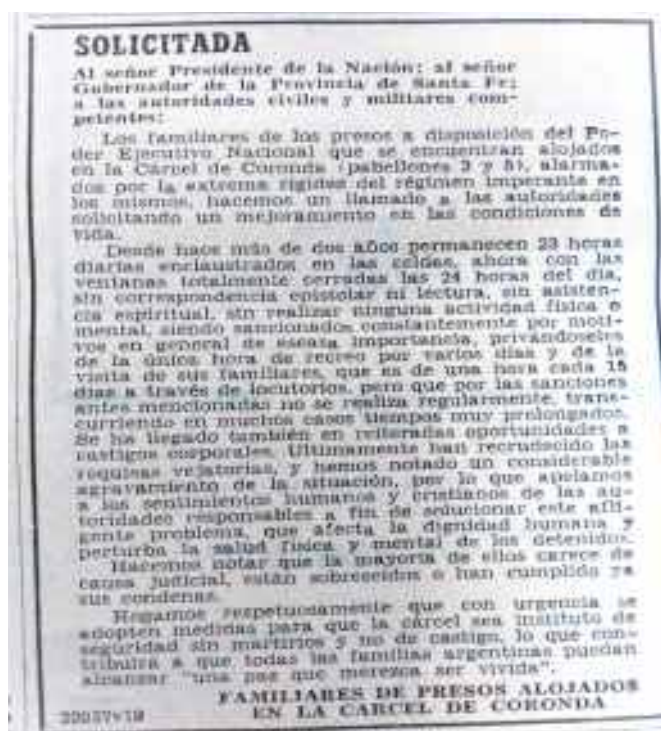 SOLICITADA
Al señor Presidente de la Nación; al señor
Gobernador de la Provincia de Santa Fe;
a las autoridades civiles y militares com-
petentes:
Los familiares de los presos a disposición del Po-
der Ejecutivo Nacional que se encuentran alojados
en la Cárcel de Coronda (pabellones 3 y 5), alarma-
dos por la extrema rigidez del régimen imperante en
los mismos, hacemos un llamado a las autoridades
solicitando un mejoramiento en las condiciones de
vida.
Desde hace más de dos años permanecen 23 horas
diarias enclaustrados en las celdas, ahora con las
ventanas totalmente cerradas las 24 horas del día,
sin correspondencia epistolar ni lectura, sin asisten-
cia espiritual, sin realizar ninguna actividad física o
mental, siendo sancionados constantemente por moti-
vos en general de escasa importancia, privándoseles
de la única hora de recreo por varios días y de la
visita de sus familiares, que es de una hora cada 15
días a través de locutorios, pero que por las sanciones
antes mencionadas no se realiza regularmente, trans-
curriendo en muchos casos tiempos muy prolongados.
Se ha llegado también en reiteradas oportunidades a
castigos corporales. Ultimamente han recrudecido las
requisas vejatorias, y hemos notado un considerable
agravamiento de la situación, por lo que apelamos
a los sentimientos humanos y cristianos de las au-
toridades responsables a fin de solucionar este afli-
gente problema, que afecta la dignidad humana y
perturba la salud física y mental de los detenidos.
Hacemos notar que la mayoría de ellos carece de
causa judicial, están sobreseídos o han cumplido ya
sus condenas.
Rogamos respetuosamente que con urgencia se
adopten medidas para que la cárcel sea instituto de
seguridad sin martirios y no de castigo, lo que con-
tribuirá a que todas las familias argentinas puedan
alcanzar "una paz que merezca ser vivida".
FAMILIARES DE PRESOS ALOJADOS
EN LA CARCEL DE CORONDA